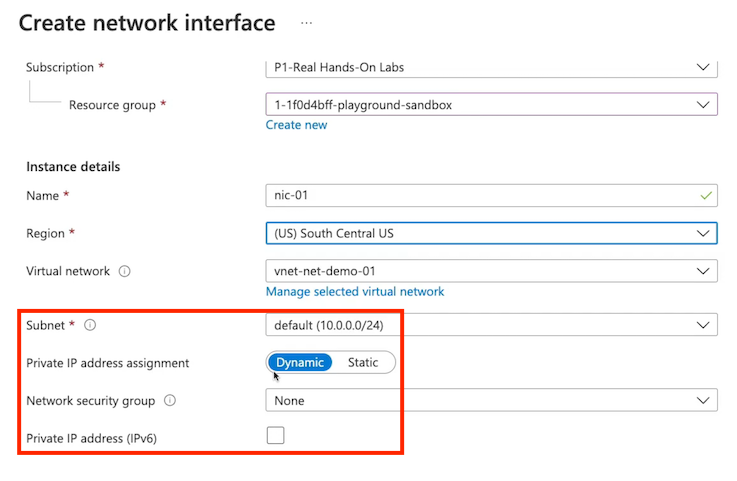 Create network interface ...
Subscription * P1-Real Hands-On Labs
Resource group * 1-1f0d4bff-playground-sandbox
Create new
Instance details
Name * nic-01
Region * (US) South Central US
Virtual network vnet-net-demo-01
Manage selected virtual network
Subnet * default (10.0.0.0/24)
Private IP address assignment Dynamic Static
Network security group None
Private IP address (IPv6)